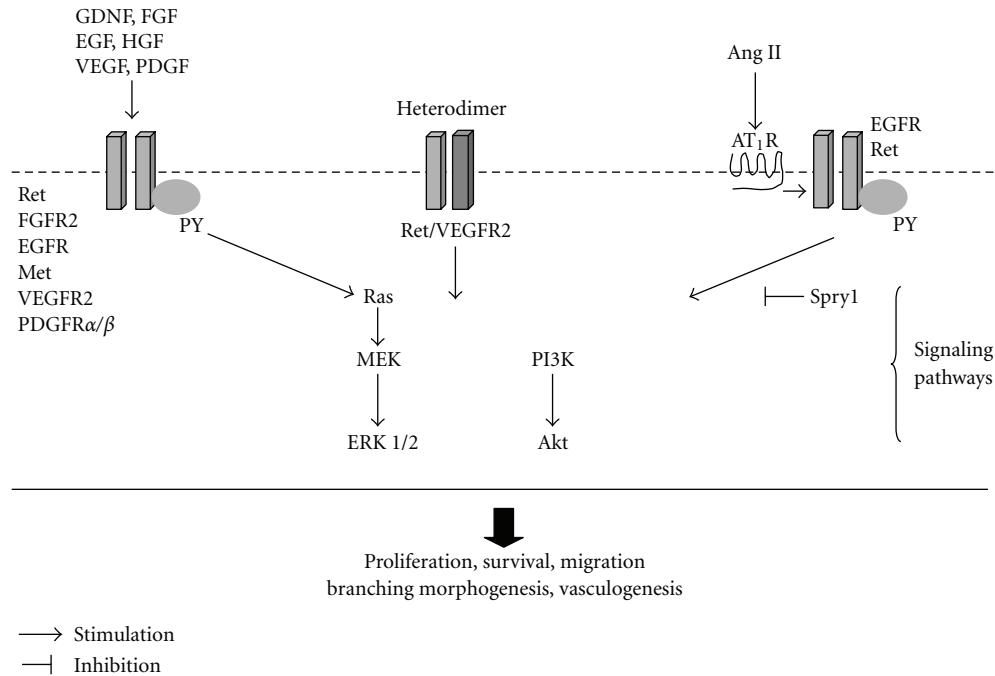 GDNF, FGF
EGF, HGF
VEGF, PDGF
Heterodimer
Ang II
AT₁R
EGFR
Ret
PY
Ret
FGFR2
EGFR
Met
VEGFR2
PDGFRα/β
PY
Ret/VEGFR2
Ras
Spry1
MEK
PI3K
Signaling
pathways
ERK 1/2
Akt
Proliferation, survival, migration
branching morphogenesis, vasculogenesis
Stimulation
Inhibition